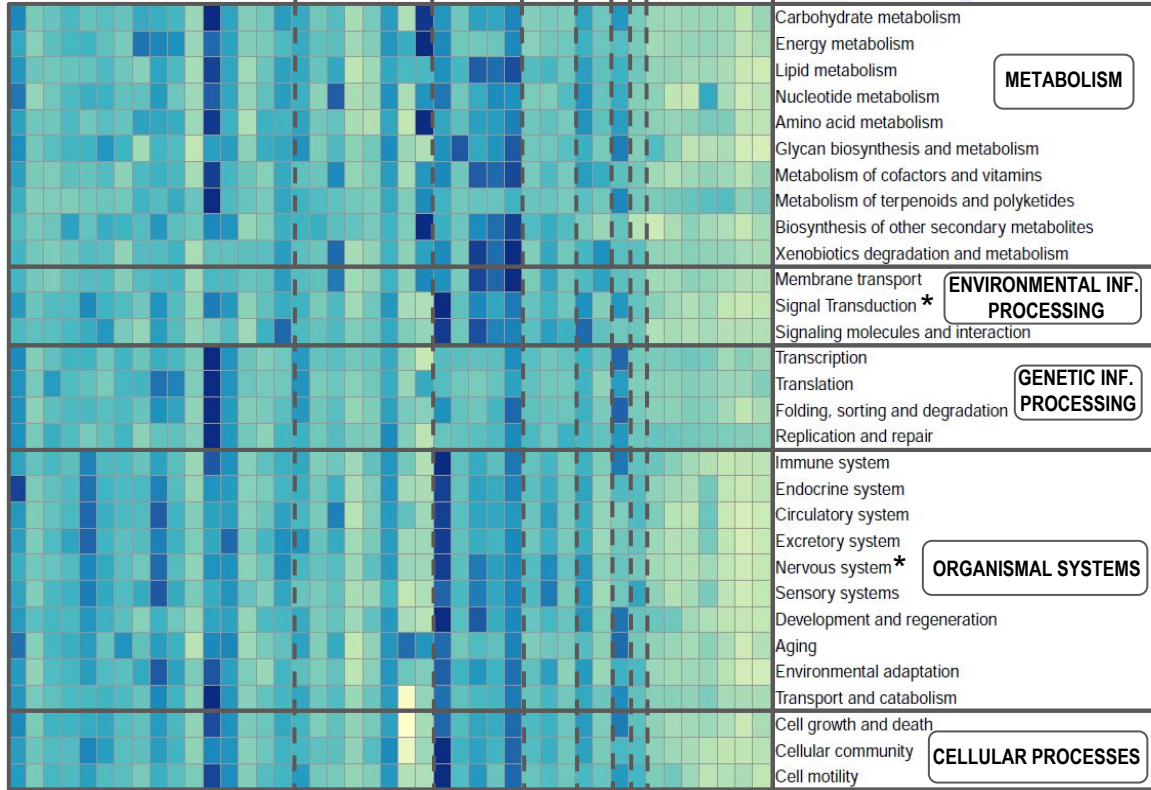 Carbohydrate metabolism
Energy metabolism
Lipid metabolism
Nucleotide metabolism
METABOLISM
Amino acid metabolism
Glycan biosynthesis and metabolism
Metabolism of cofactors and vitamins
Metabolism of terpenoids and polyketides
Biosynthesis of other secondary metabolites
Xenobiotics degradation and metabolism
Membrane transport
Signal Transduction *
Signaling molecules and interaction
ENVIRONMENTAL INF.
PROCESSING
Transcription
Translation
Folding, sorting and degradation
Replication and repair
GENETIC INF.
PROCESSING
Immune system
Endocrine system
Circulatory system
Excretory system
Nervous system *
ORGANISMAL SYSTEMS
Sensory systems
Development and regeneration
Aging
Environmental adaptation
Transport and catabolism
Cell growth and death
Cellular community
Cell motility
CELLULAR PROCESSES